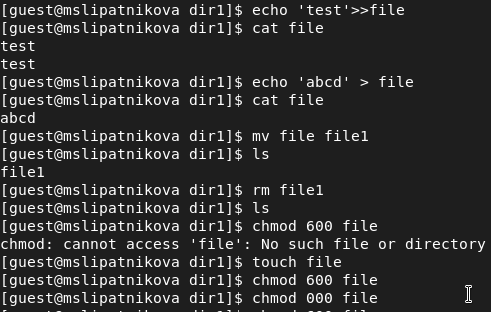 [guest@mslipatnikova dir1]$ echo 'test'>>file
[guest@mslipatnikova dir1]$ cat file
test
test
[guest@mslipatnikova dir1]$ echo 'abcd' > file
[guest@mslipatnikova dir1]$ cat file
abcd
[guest@mslipatnikova dir1]$ mv file file1
[guest@mslipatnikova dir1]$ ls
file1
[guest@mslipatnikova dir1]$ rm file1
[guest@mslipatnikova dir1]$ ls
[guest@mslipatnikova dir1]$ chmod 600 file
chmod: cannot access 'file': No such file or directory
[guest@mslipatnikova dir1]$ touch file
[guest@mslipatnikova dir1]$ chmod 600 file
[guest@mslipatnikova dir1]$ chmod 000 file